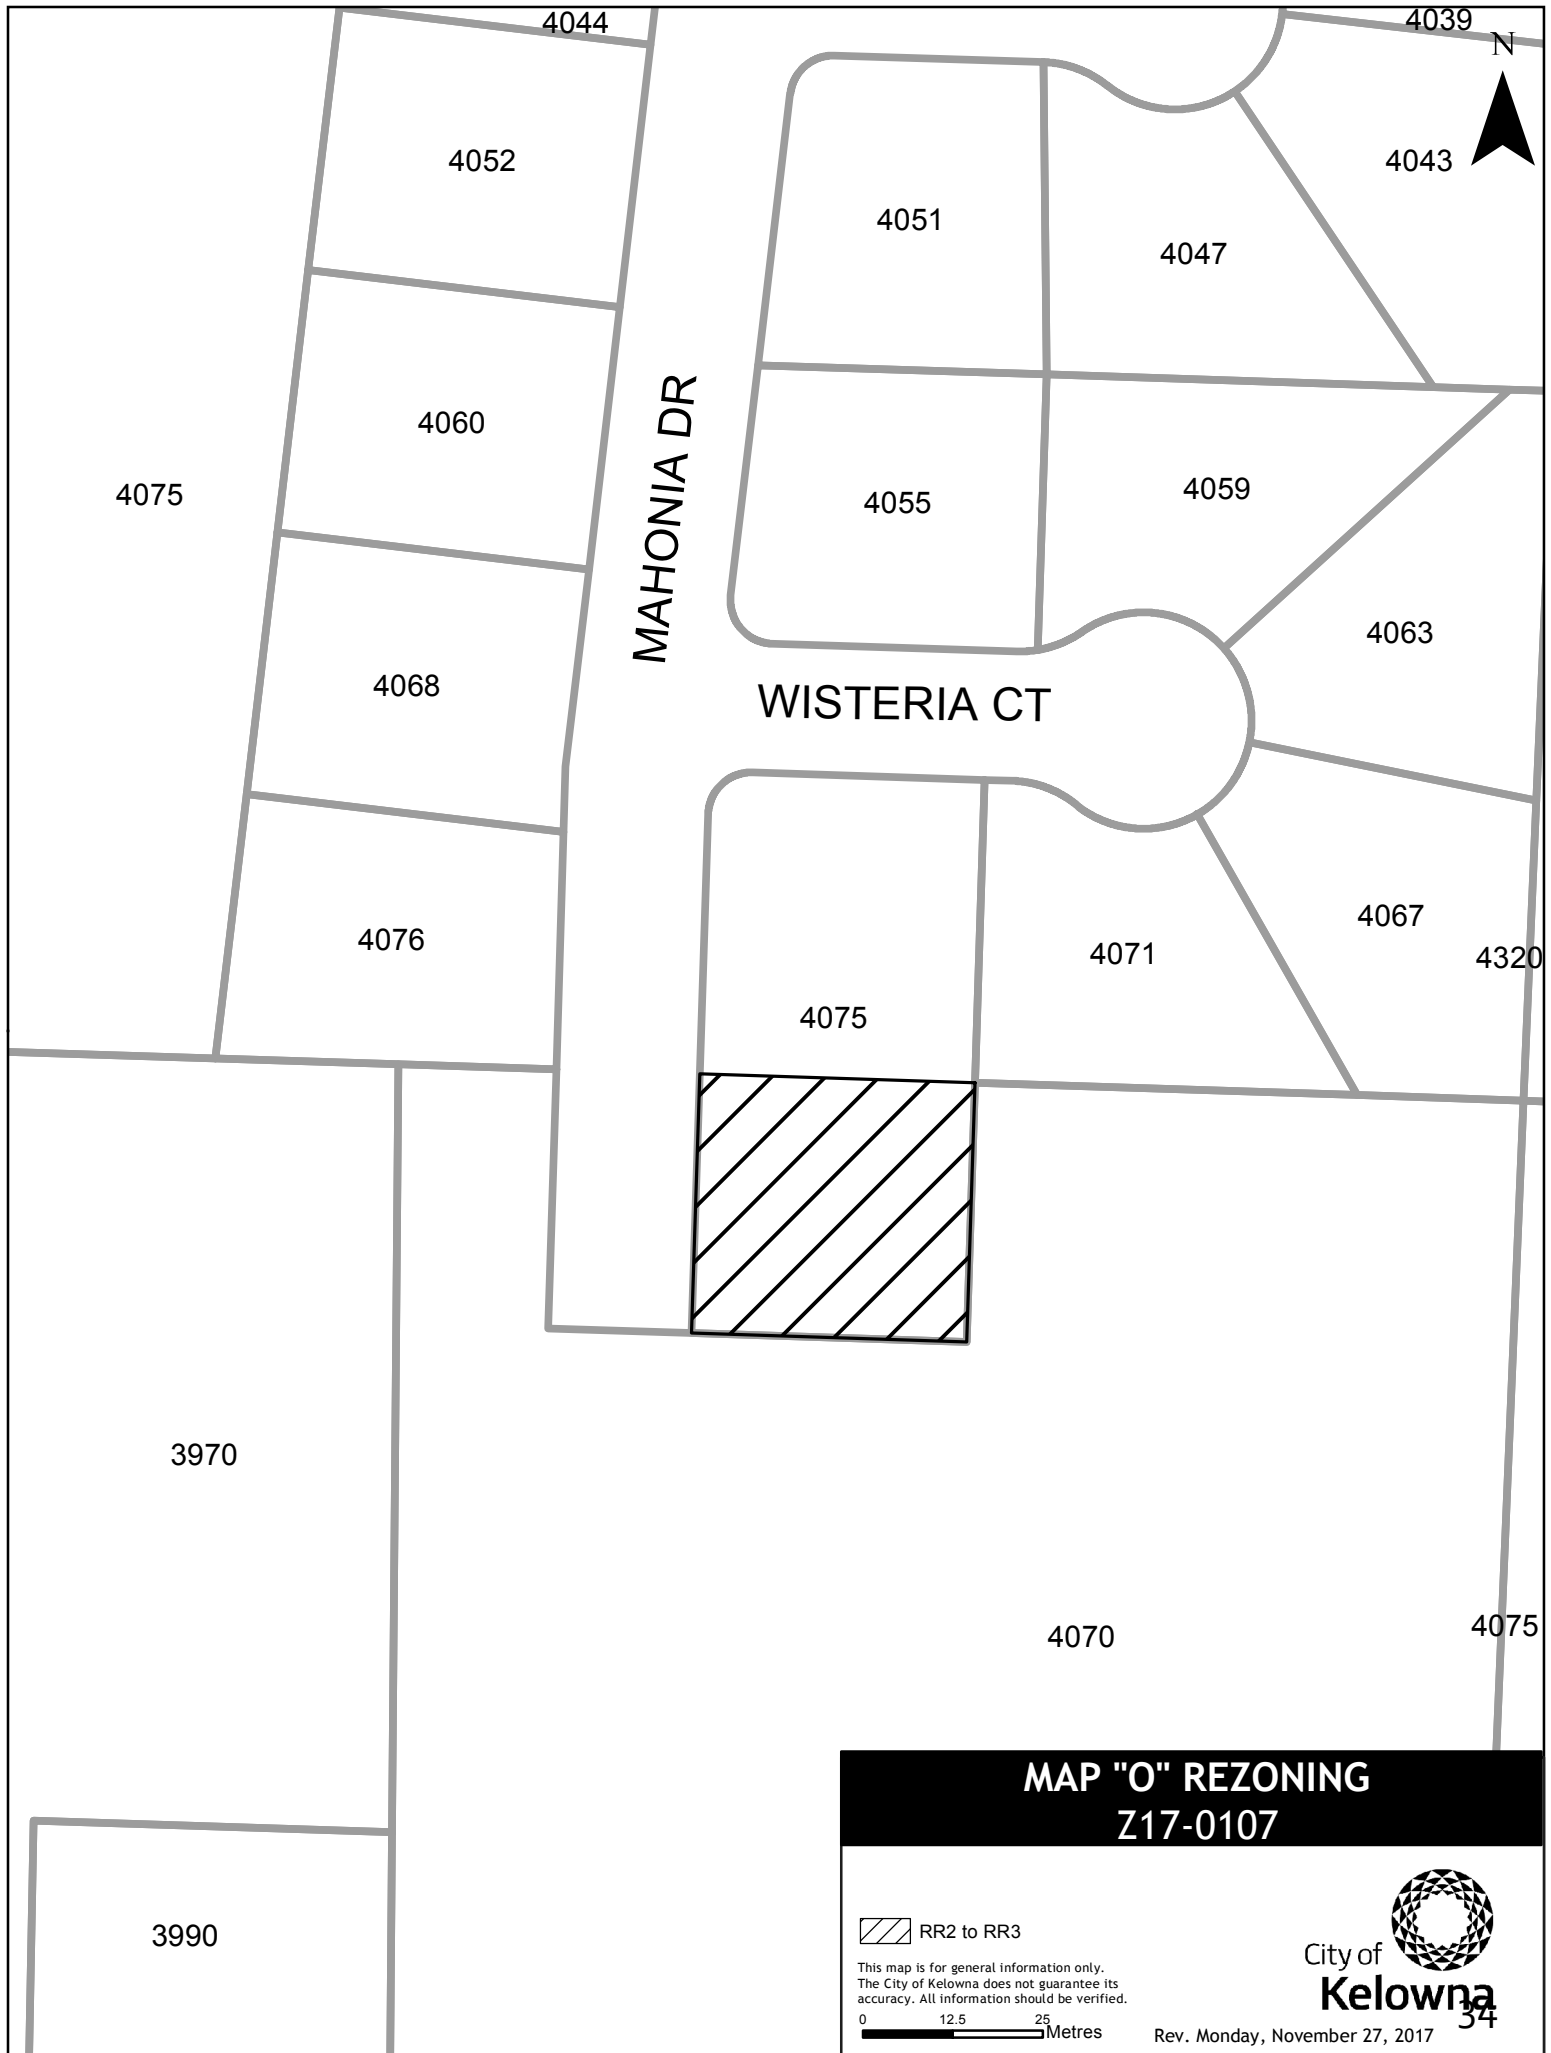 4044
4039
N
4052
4043
4051
4047
4060
MAHONIA DR
4075
4055
4059
4063
4068
WISTERIA CT
4067
4076
4071
4320
4075
3970
4070
4075
MAP "O" REZONING
Z17-0107
3990
RR2 to RR3
This map is for general information only.
The City of Kelowna does not guarantee its
accuracy. All information should be verified.
0 12.5 25
Metres
City of
Kelowna
34
Rev. Monday, November 27, 2017